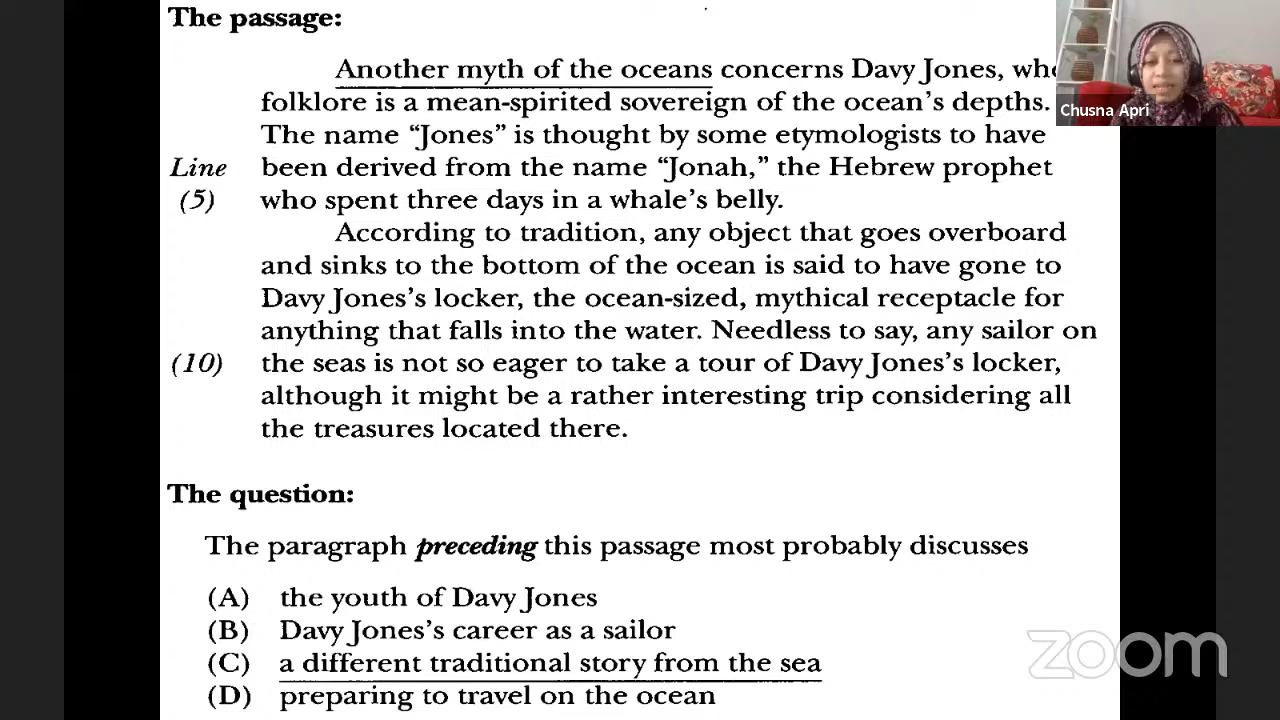 The passage:
Another myth of the oceans concerns Davy Jones,
folklore is a mean-spirited sovereign of the ocean's depths.
The name “Jones” is thought by some etymologists to have
Line been derived from the name “Jonah,” the Hebrew prophet
(5) who spent three days in a whale's belly.
According to tradition, any object that goes overboard
and sinks to the bottom of the ocean is said to have gone to
Davy Jones's locker, the ocean-sized, mythical receptacle for
anything that falls into the water. Needless to say, any sailor on
(10) the seas is not so eager to take a tour of Davy Jones's locker,
although it might be a rather interesting trip considering all
the treasures located there.
The question:
The paragraph preceding this passage most probably discusses
(A) the youth of Davy Jones
(B) Davy Jones's career as a sailor
(C) a different traditional story from the sea
(D) preparing to travel on the ocean
Chusna Apri
zoom